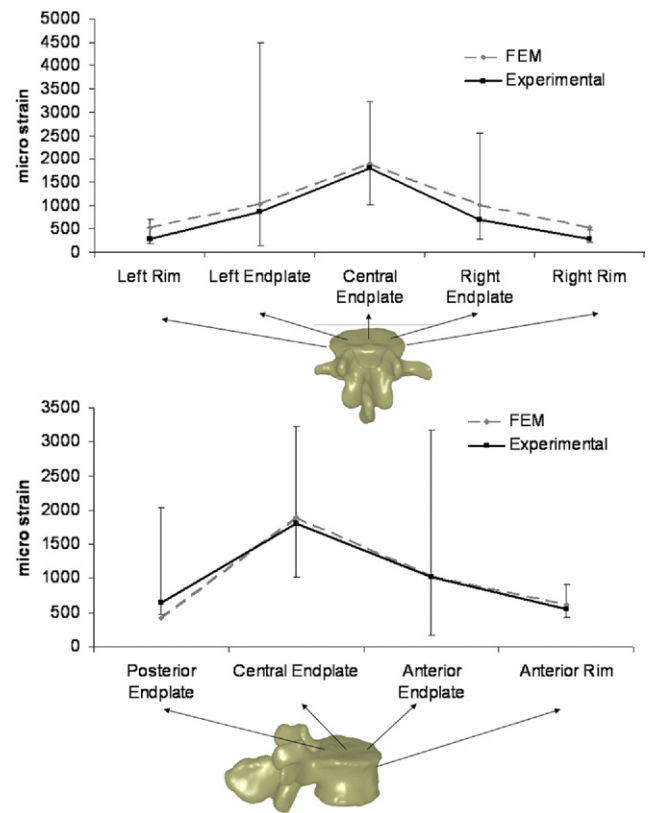 5000
4500
4000
3500
3000
2500
2000
1500
1000
500
0
micro strain
FEM
Experimental
Left Rim
Left Endplate
Central
Endplate
Right
Endplate
Right Rim
3500
3000
2500
2000
1500
1000
500
0
micro strain
FEM
Experimental
Posterior
Endplate
Central Endplate
Anterior
Endplate
Anterior Rim